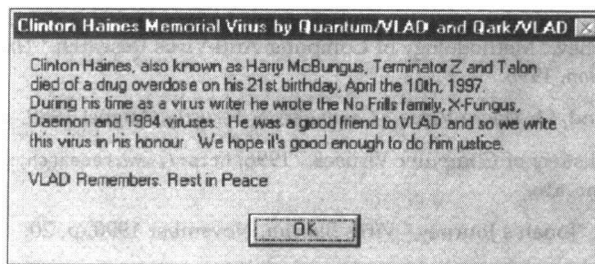 Clinton Haines Memorial Virus by Quantum/VLAD and Qark/VLAD
Clinton Haines, also known as Harry McBungus, Terminator Z and Talon
died of a drug overdose on his 21st birthday, April the 10th, 1997.
During his time as a virus writer he wrote the No Frills family, X-Fungus,
Daemon and 1984 viruses. He was a good friend to VLAD and so we write
this virus in his honour. We hope it's good enough to do him justice.
VLAD Remembers. Rest in Peace
OK